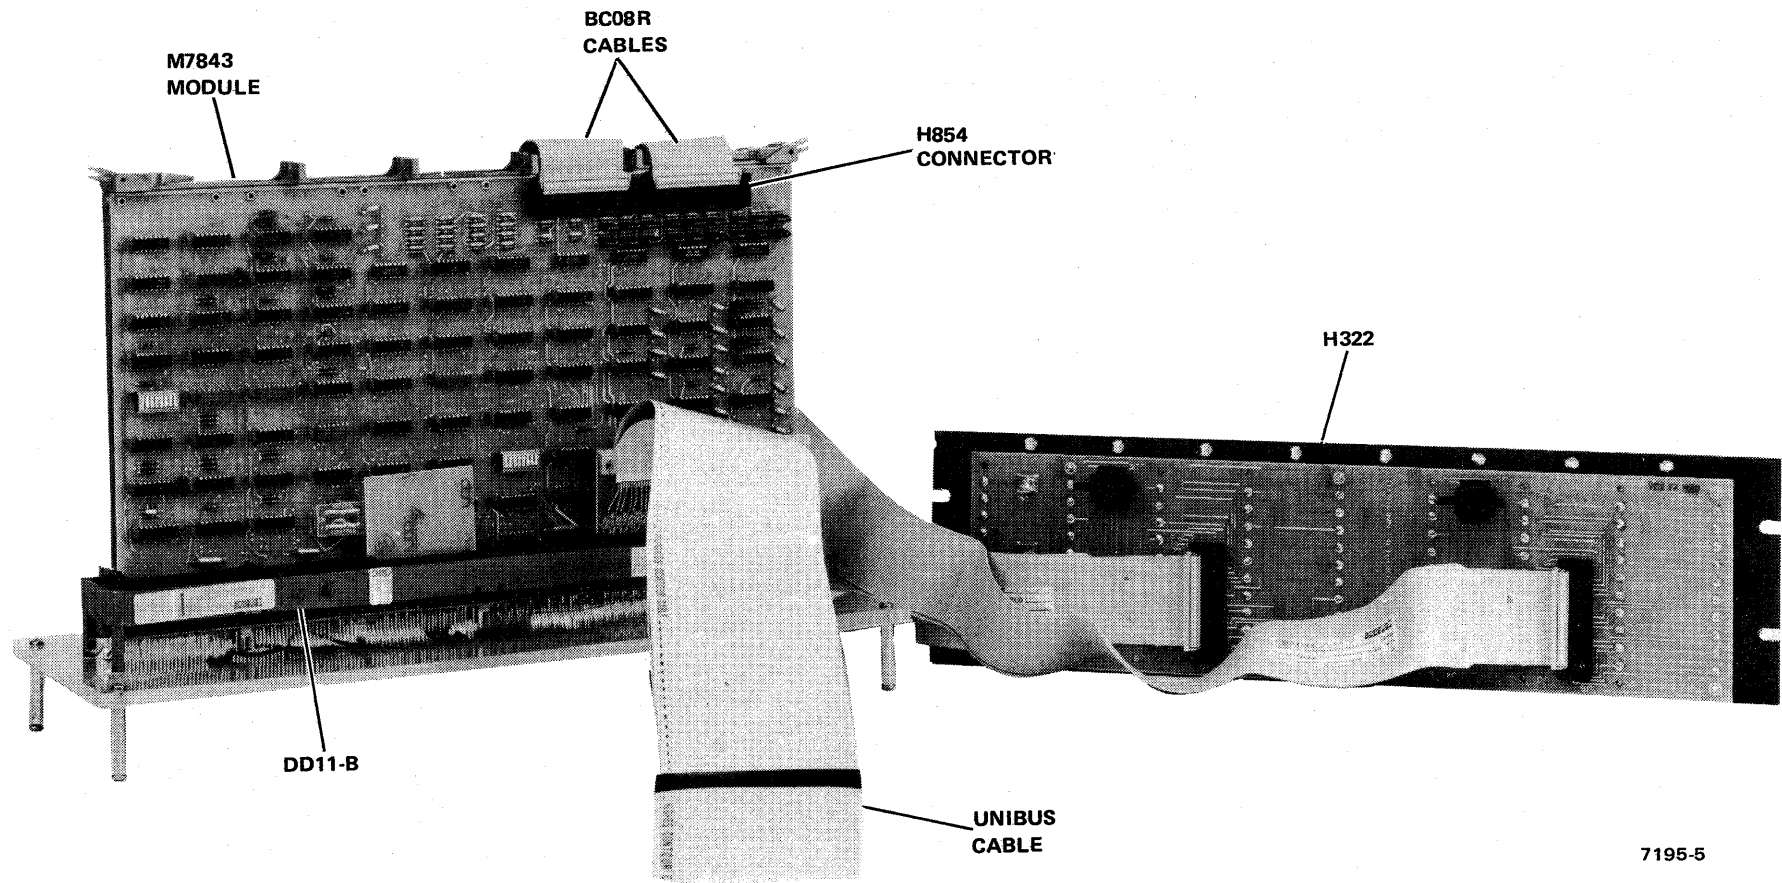 BC08R
CABLES
M7843
MODULE
H854
CONNECTOR
H322
DD11-B
UNIBUS
CABLE
7195-5